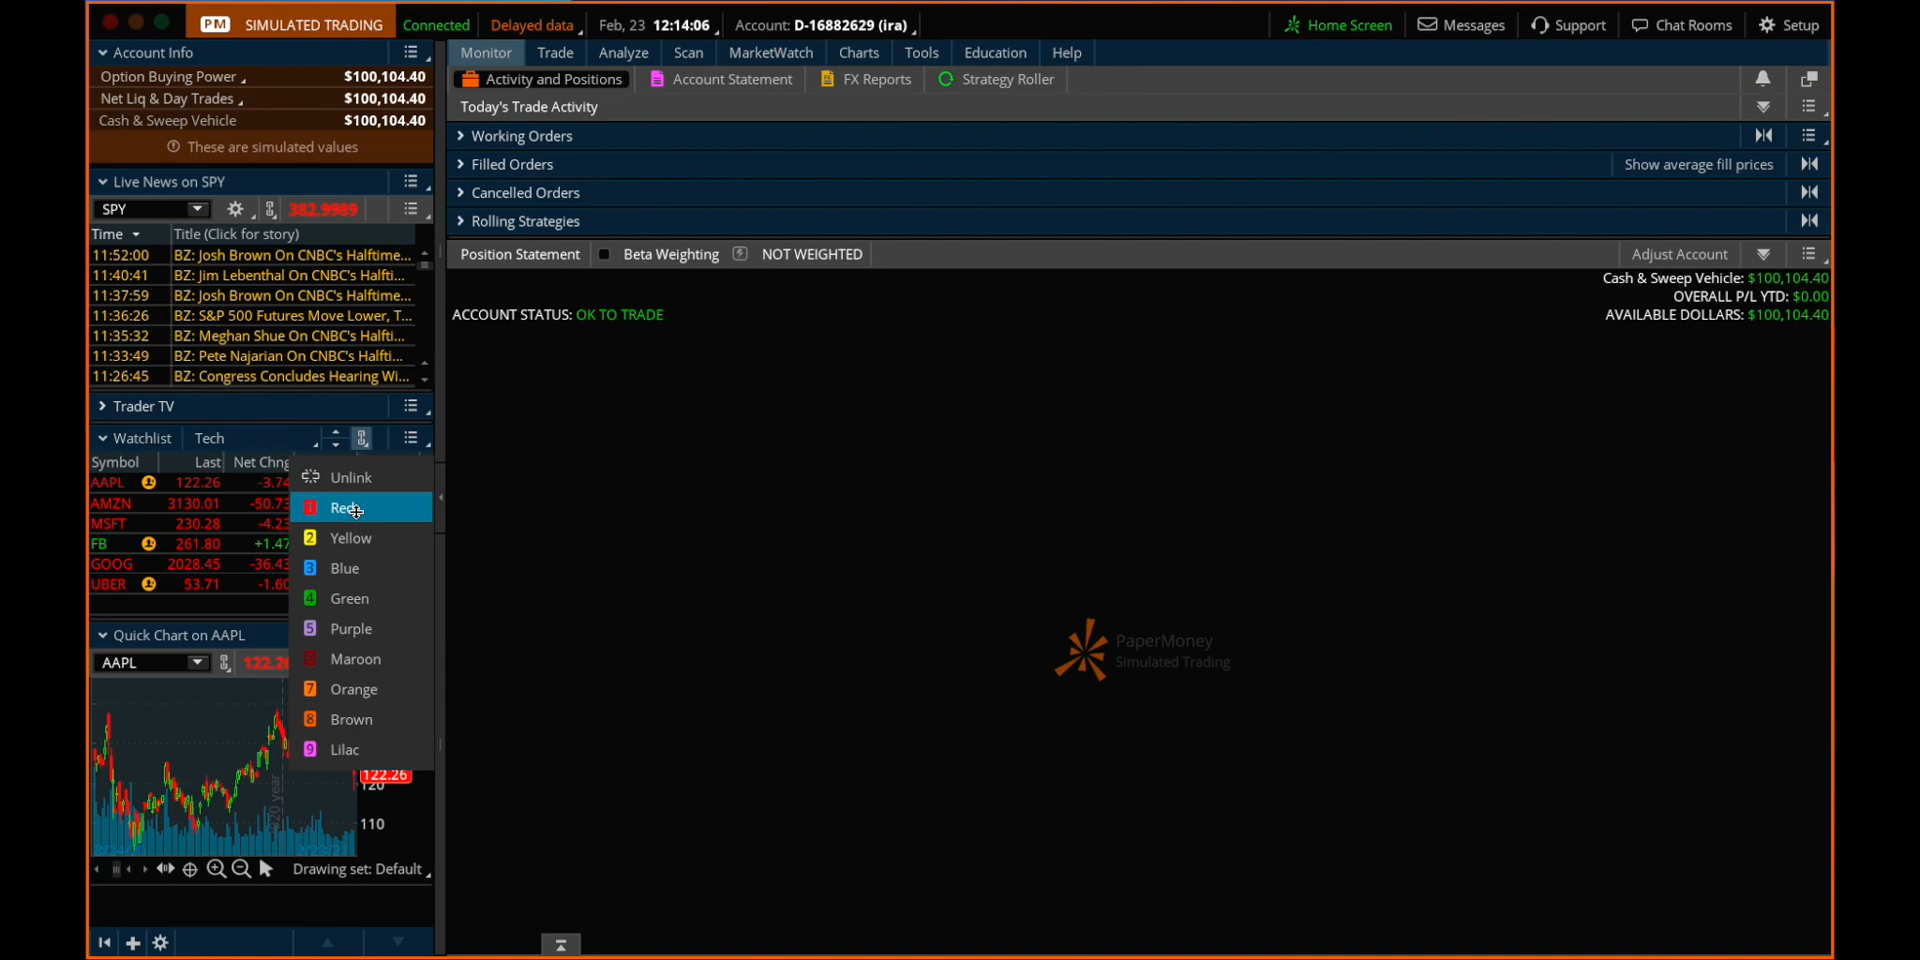 PM SIMULATED TRADING Connected Delayed data Feb, 23 12:14:06 Account: D-16882629 (ira) Home Screen Messages Support Chat Rooms Setup
Account Info
Option Buying Power $100,104.40
Net Liq & Day Trades $100,104.40
Cash & Sweep Vehicle $100,104.40
These are simulated values
Live News on SPY
SPY 382.9989
Time Title (Click for story)
11:52:00 BZ: Josh Brown On CNBC's Halftime...
11:40:41 BZ: Jim Lebenthal On CNBC's Halfti...
11:37:59 BZ: Josh Brown On CNBC's Halftime...
11:36:26 BZ: S&P 500 Futures Move Lower, T...
11:35:32 BZ: Meghan Shue On CNBC's Halfti...
11:33:49 BZ: Pete Najarian On CNBC's Halfti...
11:26:45 BZ: Congress Concludes Hearing Wi...
Trader TV
Watchlist Tech
Symbol Last Net Chng
AAPL 122.26 -3.74
AMZN 3130.01 -50.73
MSFT 230.28 -4.23
FB 261.80 +1.47
GOOG 2028.45 -36.43
UBER 53.71 -1.60
Unlink
1 Red
2 Yellow
3 Blue
4 Green
5 Purple
Maroon
7 Orange
8 Brown
9 Lilac
Quick Chart on AAPL
AAPL
122.26
120
110
2020 year
Drawing set: Default
Monitor Trade Analyze Scan MarketWatch Charts Tools Education Help
Activity and Positions Account Statement FX Reports Strategy Roller
Today's Trade Activity
Working Orders
Filled Orders Show average fill prices
Cancelled Orders
Rolling Strategies
Position Statement Beta Weighting NOT WEIGHTED Adjust Account
Cash & Sweep Vehicle: $100,104.40
OVERALL P/L YTD: $0.00
ACCOUNT STATUS: OK TO TRADE AVAILABLE DOLLARS: $100,104.40
PaperMoney
Simulated Trading